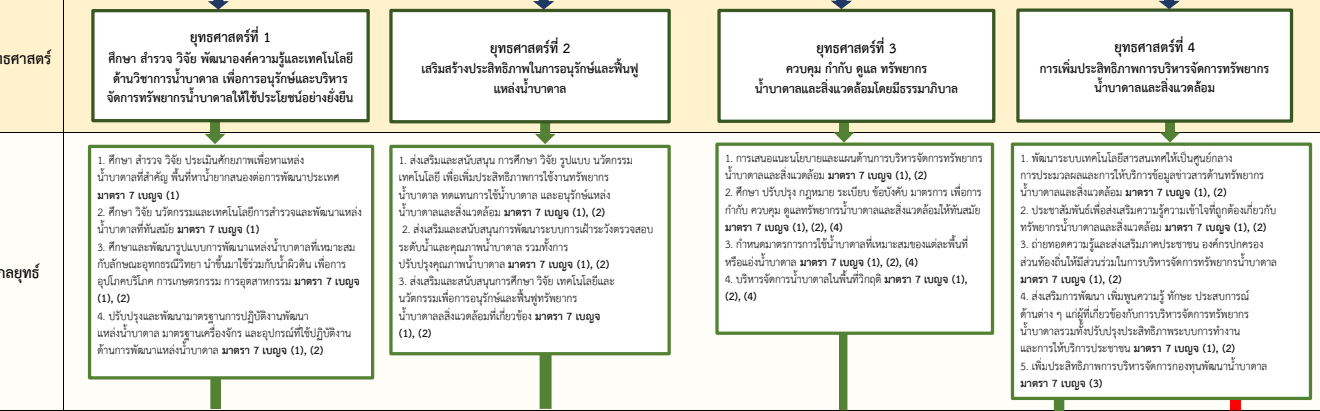 ทธศาสตร์
ยุทธศาสตร์ที่ 1
ศึกษา สำรวจ วิจัย พัฒนาองค์ความรู้และเทคโนโลยี
ด้านวิชาการน้ำบาดาล เพื่อการอนุรักษ์และบริหาร
จัดการทรัพยากรน้ำบาดาลให้ใช้ประโยชน์อย่างยั่งยืน
ยุทธศาสตร์ที่ 2
เสริมสร้างประสิทธิภาพในการอนุรักษ์และฟื้นฟู
แหล่งน้ำบาดาล
ยุทธศาสตร์ที่ 3
ควบคุม กำกับ ดูแล ทรัพยากร
น้ำบาดาลและสิ่งแวดล้อมโดยมีธรรมาภิบาล
ยุทธศาสตร์ที่ 4
การเพิ่มประสิทธิภาพการบริหารจัดการทรัพยากร
น้ำบาดาลและสิ่งแวดล้อม
กลยุทธ์
1. ศึกษา สำรวจ วิจัย ประเมินศักยภาพเพื่อหาแหล่ง
น้ำบาดาลที่สำคัญ พื้นที่หาน้ำยากสนองต่อการพัฒนาประเทศ
มาตรา 7 เบญจ (1)
2. ศึกษา วิจัย นวัตกรรมและเทคโนโลยีการสำรวจและพัฒนาแหล่ง
น้ำบาดาลที่ทันสมัย มาตรา 7 เบญจ (1)
3. ศึกษาและพัฒนารูปแบบการพัฒนาแหล่งน้ำบาดาลที่เหมาะสม
กับลักษณะอุทกธรณีวิทยา นำขึ้นมาใช้ร่วมกับน้ำผิวดิน เพื่อการ
อุปโภคบริโภค การเกษตรกรรม การอุตสาหกรรม มาตรา 7 เบญจ
(1), (2)
4. ปรับปรุงและพัฒนามาตรฐานการปฏิบัติงานพัฒนา
แหล่งน้ำบาดาล มาตรฐานเครื่องจักร และอุปกรณ์ที่ใช้ปฏิบัติงาน
ด้านการพัฒนาแหล่งน้ำบาดาล มาตรา 7 เบญจ (1), (2)
1. ส่งเสริมและสนับสนุน การศึกษา วิจัย รูปแบบ นวัตกรรม
เทคโนโลยี เพื่อเพิ่มประสิทธิภาพการใช้งานทรัพยากร
น้ำบาดาล ทดแทนการใช้น้ำบาดาล และอนุรักษ์แหล่ง
น้ำบาดาลและสิ่งแวดล้อม มาตรา 7 เบญจ (1), (2)
2. ส่งเสริมและสนับสนุนการพัฒนาระบบการเฝ้าระวังตรวจสอบ
ระดับน้ำและคุณภาพน้ำบาดาล รวมทั้งการ
ปรับปรุงคุณภาพน้ำบาดาล มาตรา 7 เบญจ (1), (2)
3. ส่งเสริมและสนับสนุนการศึกษา วิจัย เทคโนโลยีและ
นวัตกรรมเพื่อการอนุรักษ์และฟื้นฟูทรัพยากร
น้ำบาดาลลสิ่งแวดล้อมที่เกี่ยวข้อง มาตรา 7 เบญจ
(1), (2)
1. การเสนอแนะนโยบายและแผนด้านการบริหารจัดการทรัพยากร
น้ำบาดาลและสิ่งแวดล้อม มาตรา 7 เบญจ (1), (2)
2. ศึกษา ปรับปรุง กฎหมาย ระเบียบ ข้อบังคับ มาตรการ เพื่อการ
กำกับ ควบคุม ดูแลทรัพยากรน้ำบาดาลและสิ่งแวดล้อมให้ทันสมัย
มาตรา 7 เบญจ (1), (2), (4)
3. กำหนดมาตรการการใช้น้ำบาดาลที่เหมาะสมของแต่ละพื้นที่
หรือแอ่งน้ำบาดาล มาตรา 7 เบญจ (1), (2), (4)
4. บริหารจัดการน้ำบาดาลในพื้นที่วิกฤติ มาตรา 7 เบญจ (1),
(2), (4)
1. พัฒนาระบบเทคโนโลยีสารสนเทศให้เป็นศูนย์กลาง
การประมวลผลและการให้บริการข้อมูลข่าวสารด้านทรัพยากร
น้ำบาดาลและสิ่งแวดล้อม มาตรา 7 เบญจ (1), (2)
2. ประชาสัมพันธ์เพื่อส่งเสริมความรู้ความเข้าใจที่ถูกต้องเกี่ยวกับ
ทรัพยากรน้ำบาดาลและสิ่งแวดล้อม มาตรา 7 เบญจ (1), (2)
3. ถ่ายทอดความรู้และส่งเสริมภาคประชาชน องค์กรปกครอง
ส่วนท้องถิ่นให้มีส่วนร่วมในการบริหารจัดการทรัพยากรน้ำบาดาล
มาตรา 7 เบญจ (1), (2)
4. ส่งเสริมการพัฒนา เพิ่มพูนความรู้ ทักษะ ประสบการณ์
ด้านต่าง ๆ แก่ผู้ที่เกี่ยวข้องกับการบริหารจัดการทรัพยากร
น้ำบาดาลรวมทั้งปรับปรุงประสิทธิภาพระบบการทำงาน
และการให้บริการประชาชน มาตรา 7 เบญจ (1), (2)
5. เพิ่มประสิทธิภาพการบริหารจัดการกองทุนพัฒนาน้ำบาดาล
มาตรา 7 เบญจ (3)